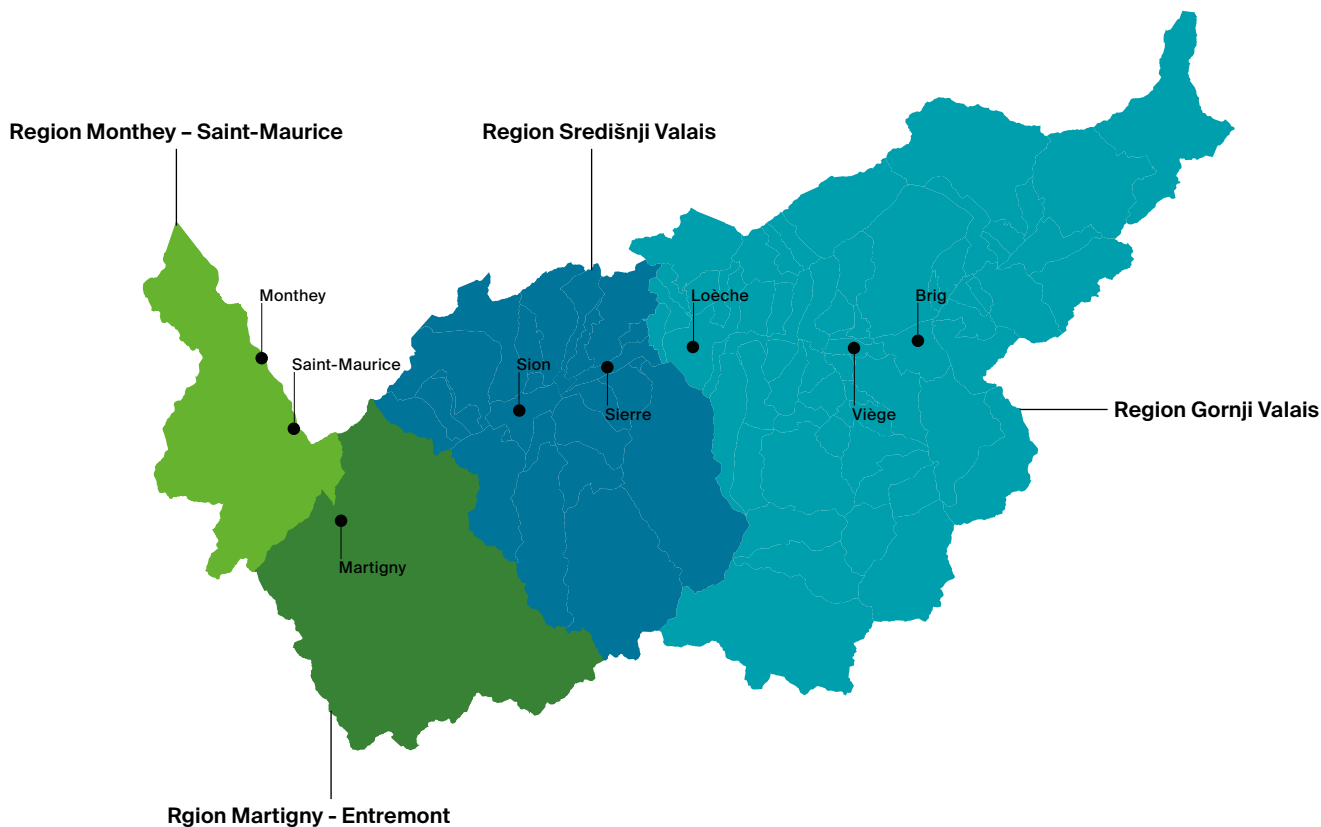 Region Monthey – Saint-Maurice
Region Središnji Valais
Monthey
Loèche
Brig
Saint-Maurice
Sion
Sierre
Viège
Region Gornji Valais
Martigny
Rgion Martigny - Entremont